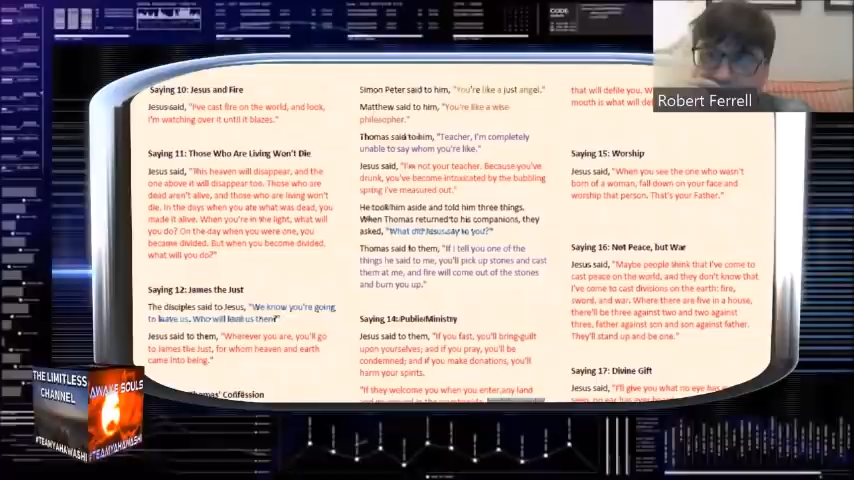 CODE
Saying 10: Jesus and Fire
Jesus said, "I've cast fire on the world, and look,
I'm watching over it until it blazes."
Saying 11: Those Who Are Living Won't Die
Jesus said, "This heaven will disappear, and the
one above it will disappear too. Those who are
dead aren't alive, and those who are living won't
die. In the days when you ate what was dead, you
made it alive. When you're in the light, what will
you do? On the day when you were one, you
became divided. But when you become divided,
what will you do?"
Saying 12: James the Just
The disciples said to Jesus, "We know you're going
to leave us. Who will lead us then?"
Jesus said to them, "Wherever you are, you'll go
to James the Just, for whom heaven and earth
came into being."
Thomas' Confession
Simon Peter said to him, "You're like a just angel."
Matthew said to him, "You're like a wise
philosopher."
Thomas said to him, "Teacher, I'm completely
unable to say whom you're like."
Jesus said, "I'm not your teacher. Because you've
drunk, you've become intoxicated by the bubbling
spring I've measured out."
He took him aside and told him three things.
When Thomas returned to his companions, they
asked, "What did Jesus say to you?"
Thomas said to them, "If I tell you one of the
things he said to me, you'll pick up stones and cast
them at me, and fire will come out of the stones
and burn you up."
Saying 14: Public Ministry
Jesus said to them, "If you fast, you'll bring guilt
upon yourselves; and if you pray, you'll be
condemned; and if you make donations, you'll
harm your spirits.
"If they welcome you when you enter any land
that will defile you. W
mouth is what will def
Saying 15: Worship
Jesus said, "When you see the one who wasn't
born of a woman, fall down on your face and
worship that person. That's your Father."
Saying 16: Not Peace, but War
Jesus said, "Maybe people think that I've come to
cast peace on the world, and they don't know that
I've come to cast divisions on the earth: fire,
sword, and war. Where there are five in a house,
there'll be three against two and two against
three, father against son and son against father.
They'll stand up and be one."
Saying 17: Divine Gift
Jesus said, "I'll give you what no eye has
Robert Ferrell
THE LIMITLESS
CHANNEL
#TEAMYAHAWASHI
AWAKE SOULS
#TEAMYAHAWASHI